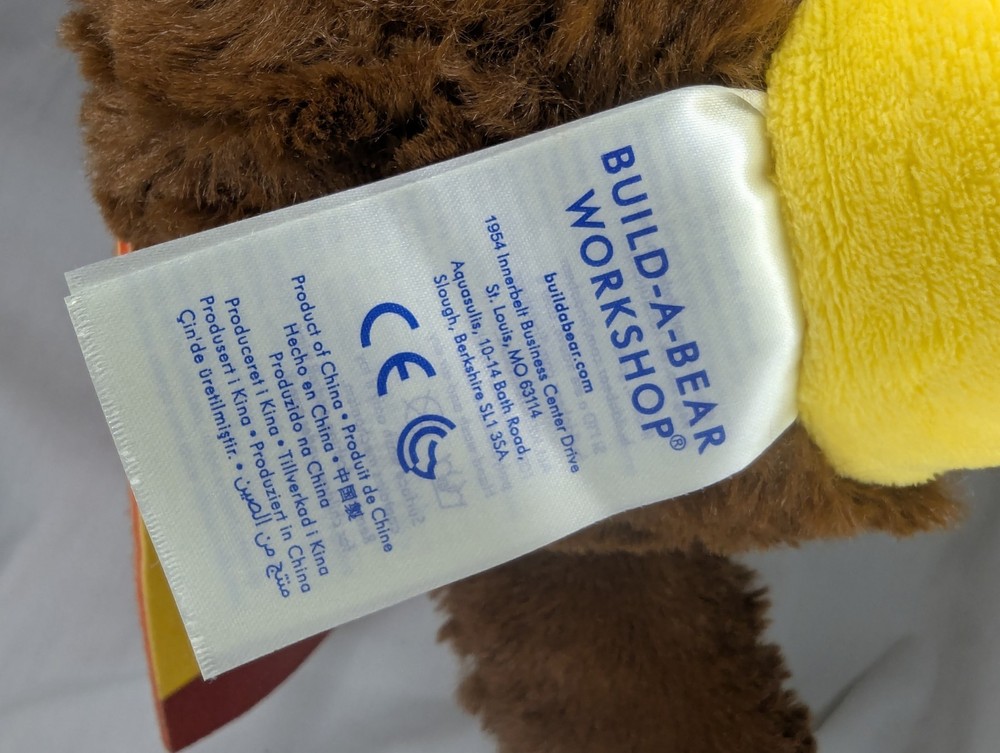 BUILD-A-BEAR
WORKSHOP®
buildabear.com
1954 Innerbelt Business Center Drive
St. Louis, MO 63114
Aquasulis, 10-14 Bath Road,
Slough, Berkshire SL1 3SA
CE
Product of China • Produit de Chine
Hecho en China • 中国製
Produzido na China
Produceret i Kina • Tillverkad i Kina
Produsert i Kina • Produziert in China
Çin'de üretilmiştir. • منتج من الصين